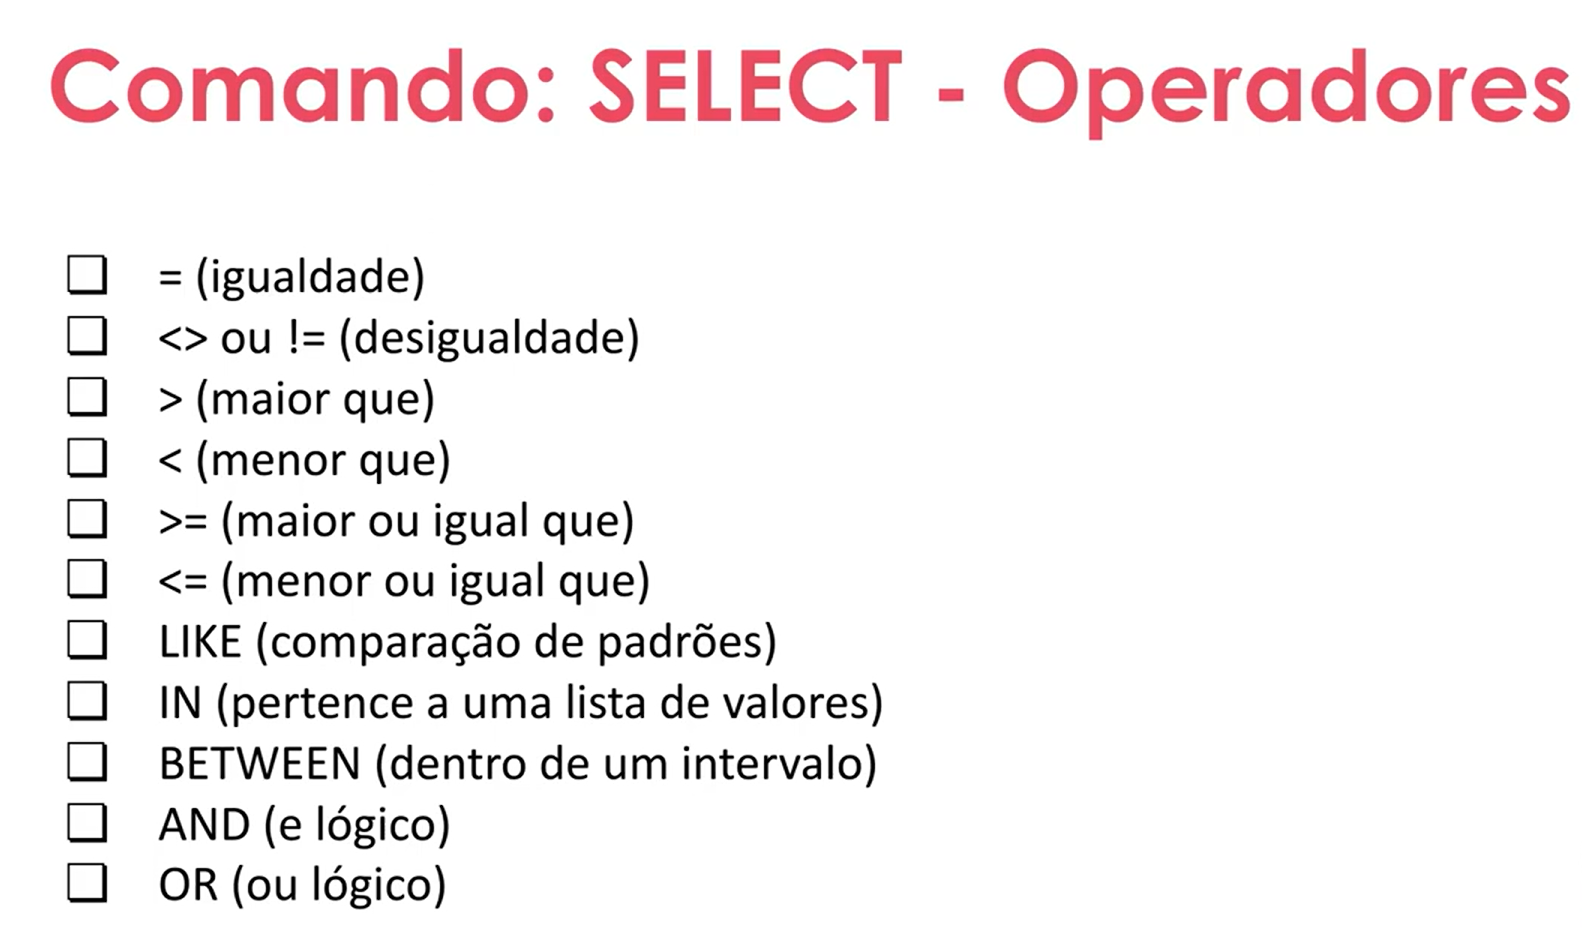 Comando: SELECT - Operadores
= (igualdade)
<> ou != (desigualdade)
> (maior que)
< (menor que)
>= (maior ou igual que)
<= (menor ou igual que)
LIKE (comparação de padrões)
IN (pertence a uma lista de valores)
BETWEEN (dentro de um intervalo)
AND (e lógico)
OR (ou lógico)